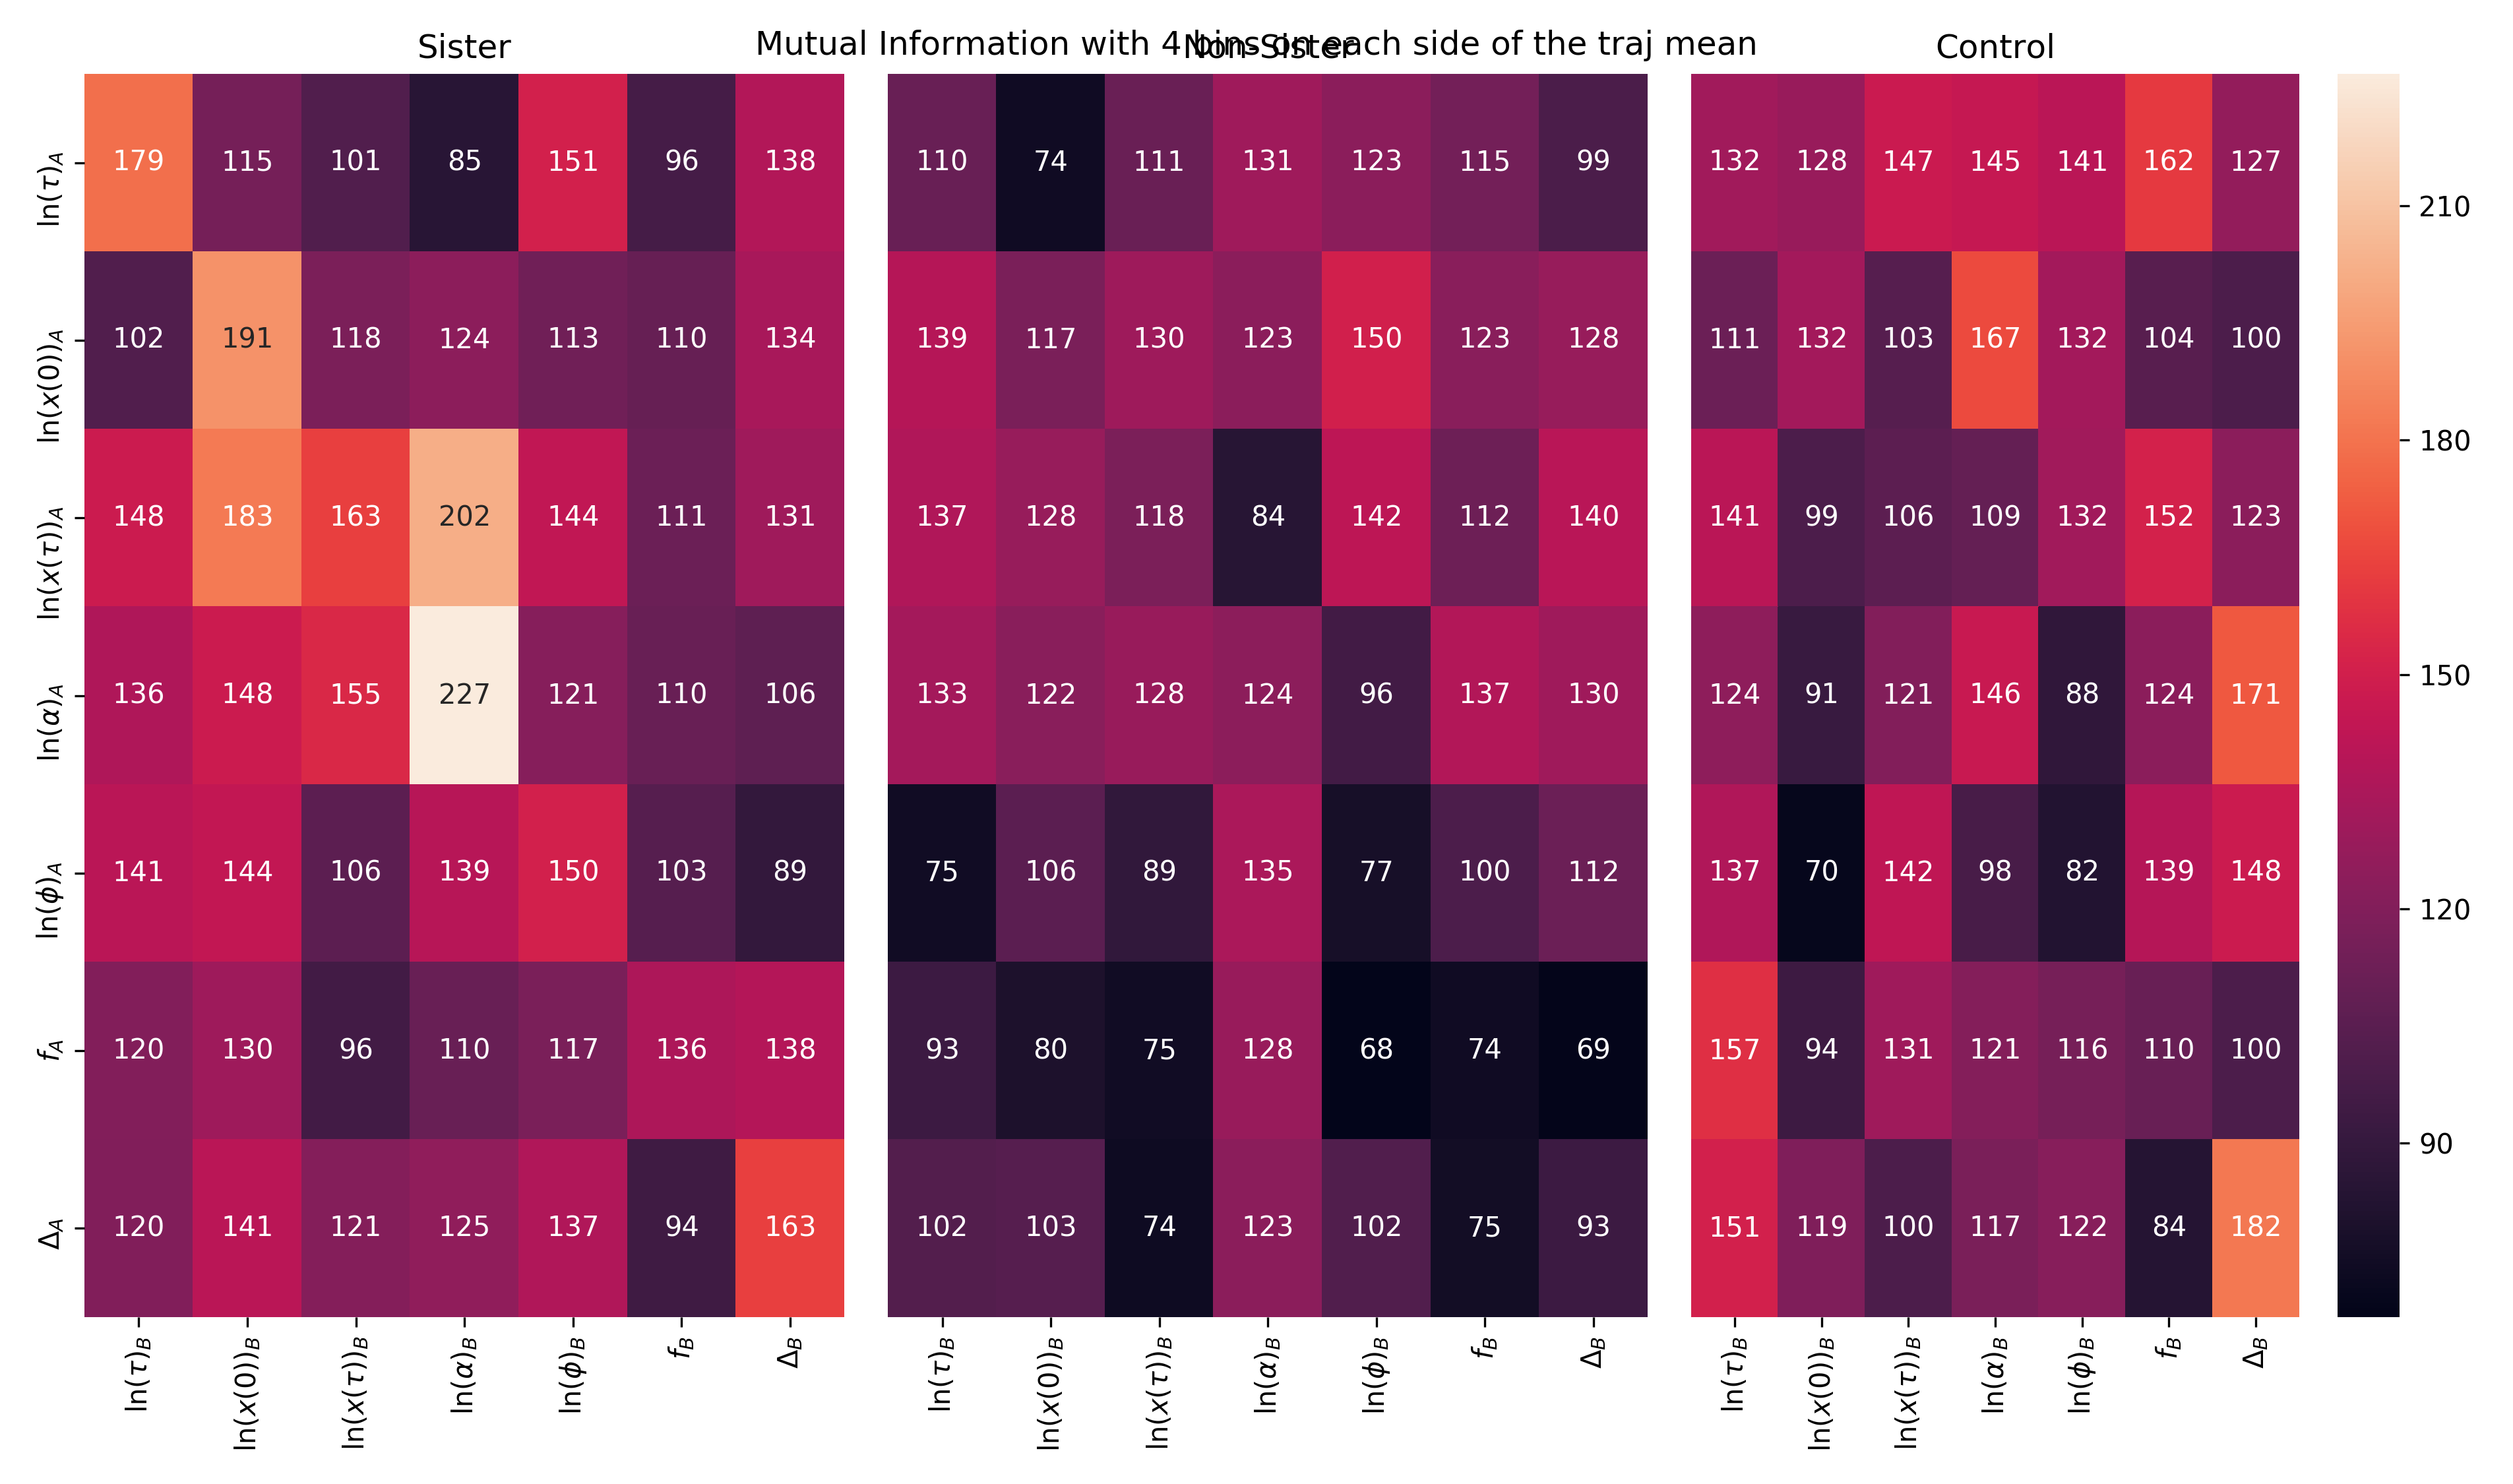 Mutual Information with 4 bins on each side of the traj mean
Sister
Non-Sister
Control
ln(τ)_A 179 115 101 85 151 96 138 110 74 111 131 123 115 99 132 128 147 145 141 162 127
ln(x(0))_A 102 191 118 124 113 110 134 139 117 130 123 150 123 128 111 132 103 167 132 104 100
ln(x(τ))_A 148 183 163 202 144 111 131 137 128 118 84 142 112 140 141 99 106 109 132 152 123
ln(α)_A 136 148 155 227 121 110 106 133 122 128 124 96 137 130 124 91 121 146 88 124 171
ln(ϕ)_A 141 144 106 139 150 103 89 75 106 89 135 77 100 112 137 70 142 98 82 139 148
f_A 120 130 96 110 117 136 138 93 80 75 128 68 74 69 157 94 131 121 116 110 100
Δ_A 120 141 121 125 137 94 163 102 103 74 123 102 75 93 151 119 100 117 122 84 182
ln(τ)_B ln(x(0))_B ln(x(τ))_B ln(α)_B ln(ϕ)_B f_B Δ_B ln(τ)_B ln(x(0))_B ln(x(τ))_B ln(α)_B ln(ϕ)_B f_B Δ_B ln(τ)_B ln(x(0))_B ln(x(τ))_B ln(α)_B ln(ϕ)_B f_B Δ_B
210
180
150
120
90